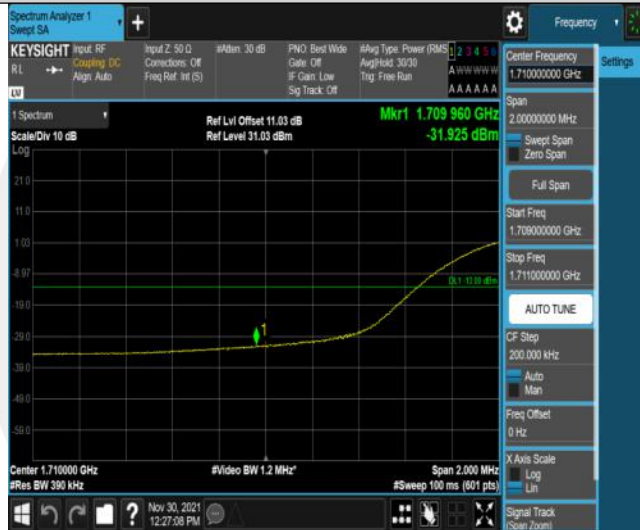 Spectrum Analyzer 1
Swept SA
Frequency
KEYSIGHT
Input: RF
Coupling: DC
Align: Auto
Input Z: 50 Ω
Corrections: Off
Freq Ref: Int (S)
#Atten: 30 dB
PNO: Best Wide
Gate: Off
IF Gain: Low
Sig Track: Off
#Avg Type: Power (RMS
Avg|Hold: 30/30
Trig: Free Run
1 2 3 4 5 6
A W W W W W
A A A A A A
RL
1 Spectrum
Scale/Div 10 dB
Log
Ref Lvl Offset 11.03 dB
Ref Level 31.03 dBm
Mkr1 1.709 960 GHz
-31.925 dBm
21.0
11.0
1.03
-8.97
-19.0
-29.0
-39.0
-49.0
-59.0
DL1 -13.00 dBm
1
Center 1.710000 GHz
#Res BW 390 kHz
#Video BW 1.2 MHz*
Span 2.000 MHz
#Sweep 100 ms (601 pts)
Nov 30, 2021
12:27:08 PM
Center Frequency
1.710000000 GHz
Span
2.00000000 MHz
Swept Span
Zero Span
Full Span
Start Freq
1.709000000 GHz
Stop Freq
1.711000000 GHz
AUTO TUNE
CF Step
200.000 kHz
Auto
Man
Freq Offset
0 Hz
X Axis Scale
Log
Lin
Signal Track
(Span Zoom)
Settings